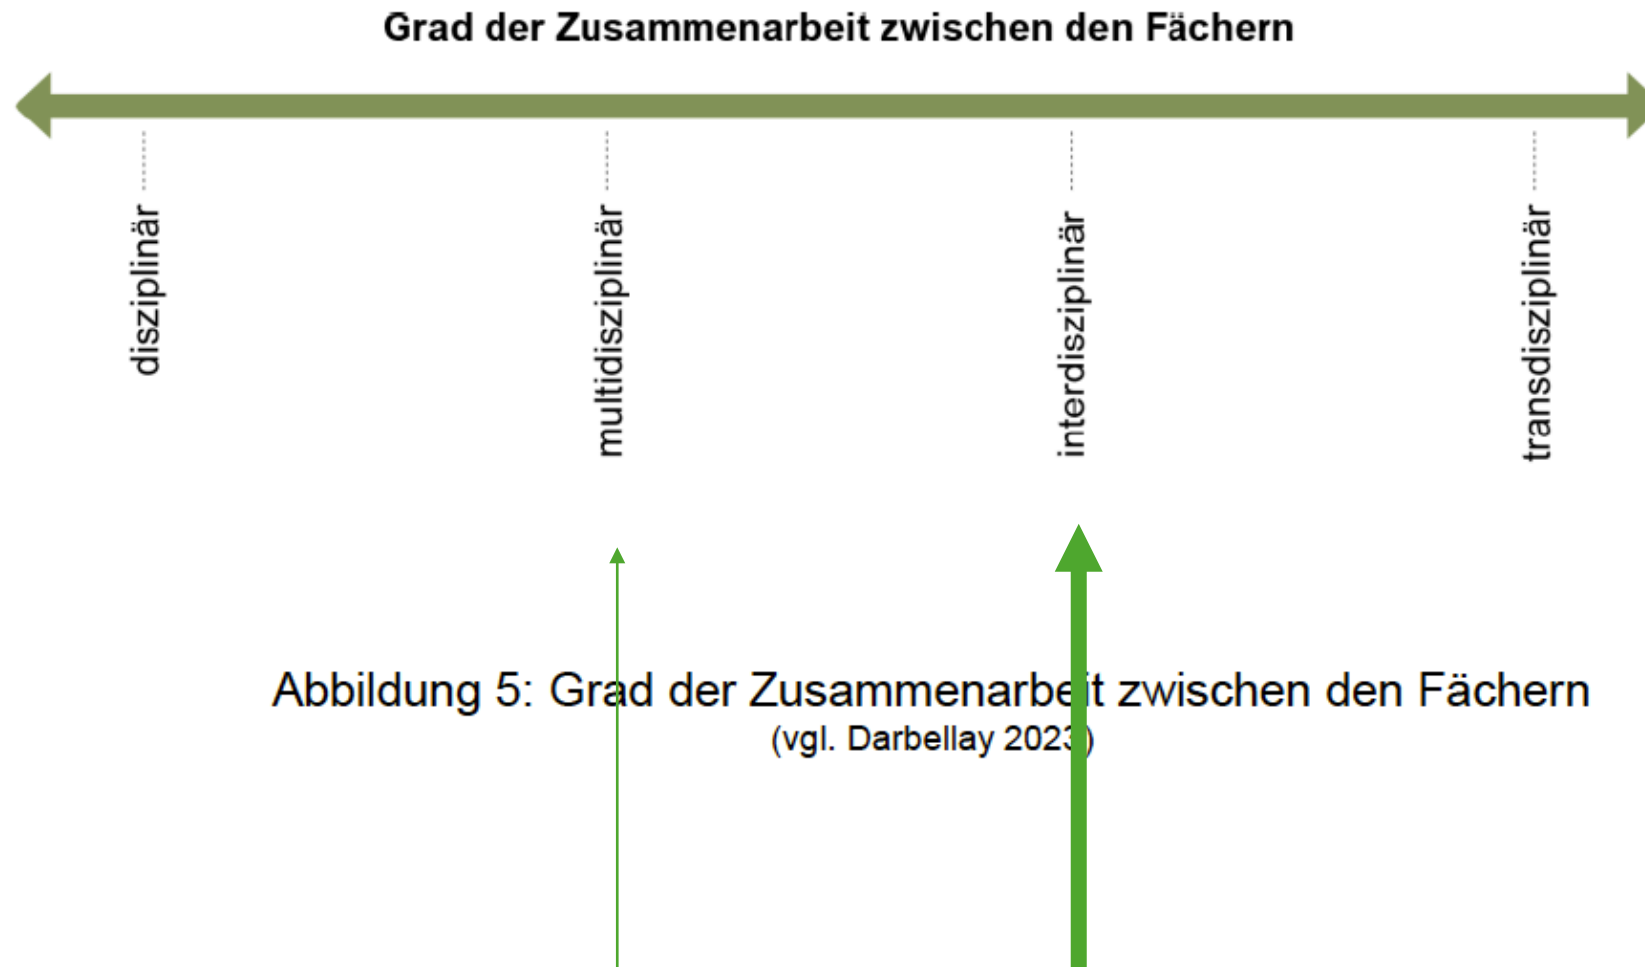 Grad der Zusammenarbeit zwischen den Fächern
disziplinär
multidisziplinär
interdisziplinär
transdisziplinär
Abbildung 5: Grad der Zusammenarbeit zwischen den Fächern
(vgl. Darbellay 2023)